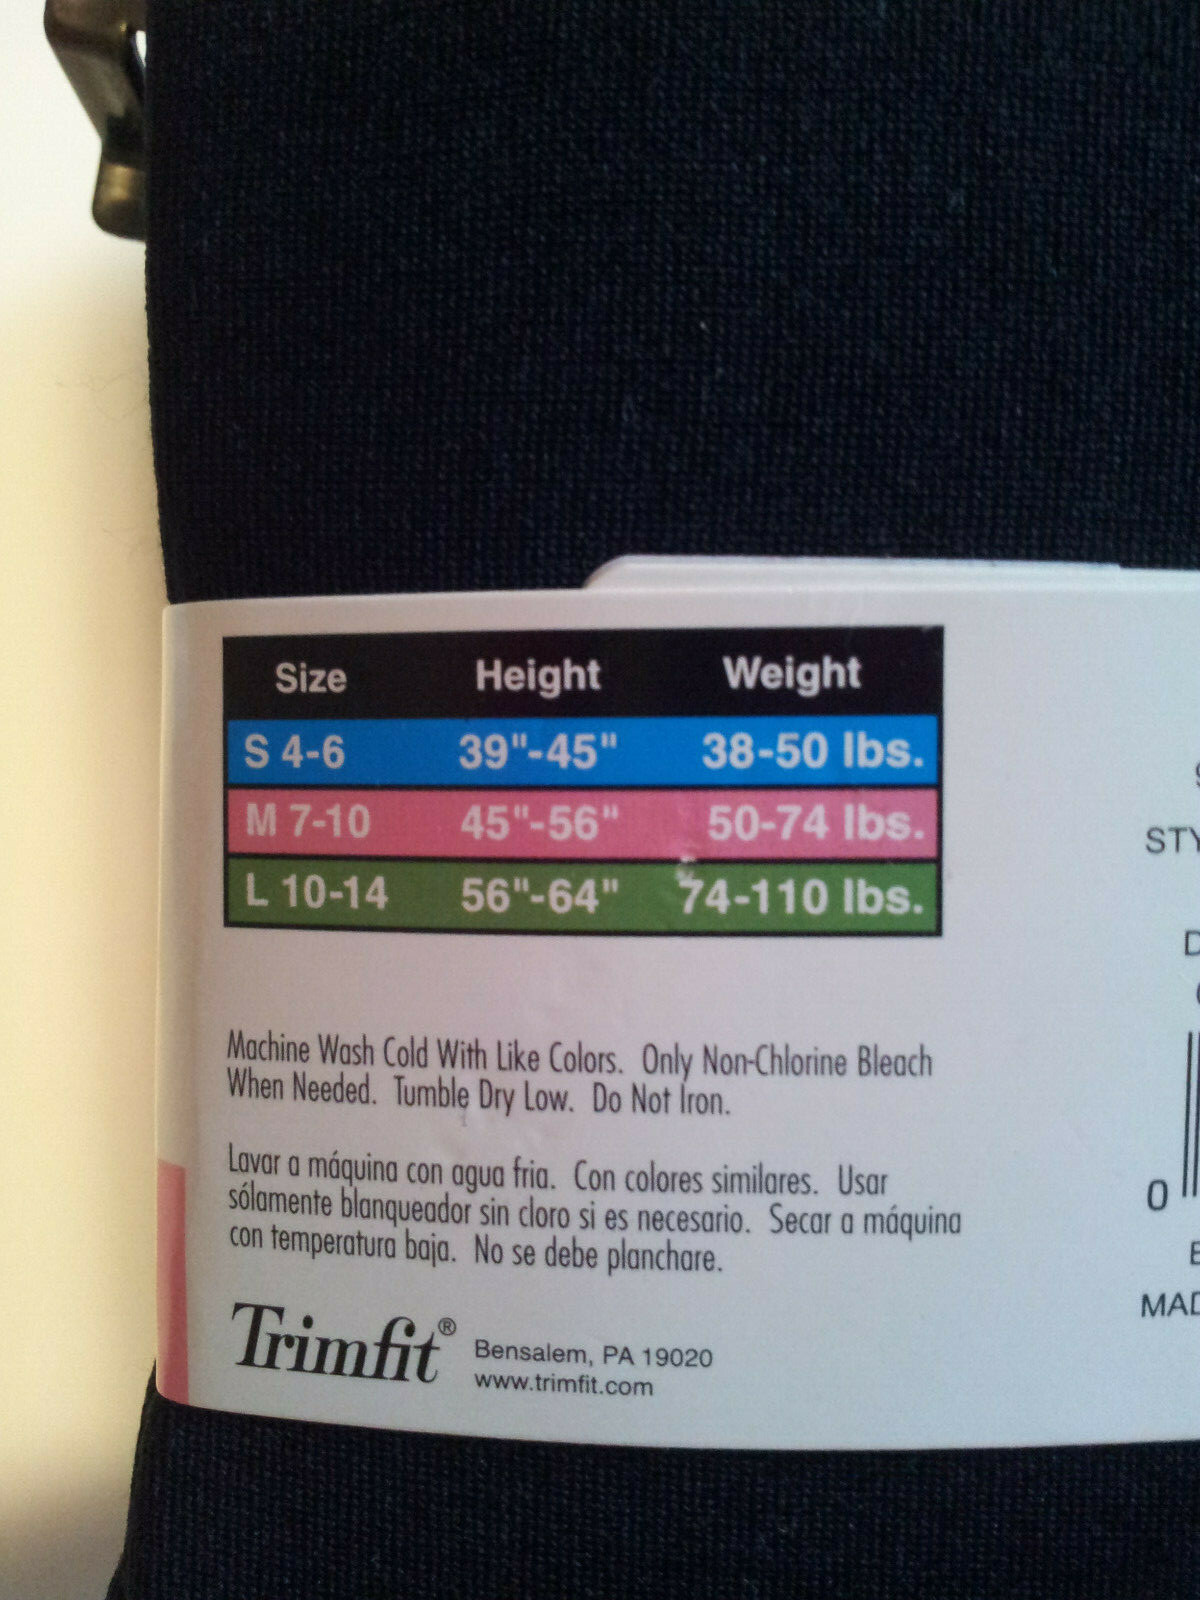 Size Height Weight
S 4-6 39"-45" 38-50 lbs.
M 7-10 45"-56" 50-74 lbs.
L 10-14 56"-64" 74-110 lbs.
Machine Wash Cold With Like Colors. Only Non-Chlorine Bleach
When Needed. Tumble Dry Low. Do Not Iron.
Lavar a máquina con agua fria. Con colores similares. Usar
sólamente blanqueador sin cloro si es necesario. Secar a máquina
con temperatura baja. No se debe planchare.
Trimfit® Bensalem, PA 19020
www.trimfit.com
STY
0
MAD